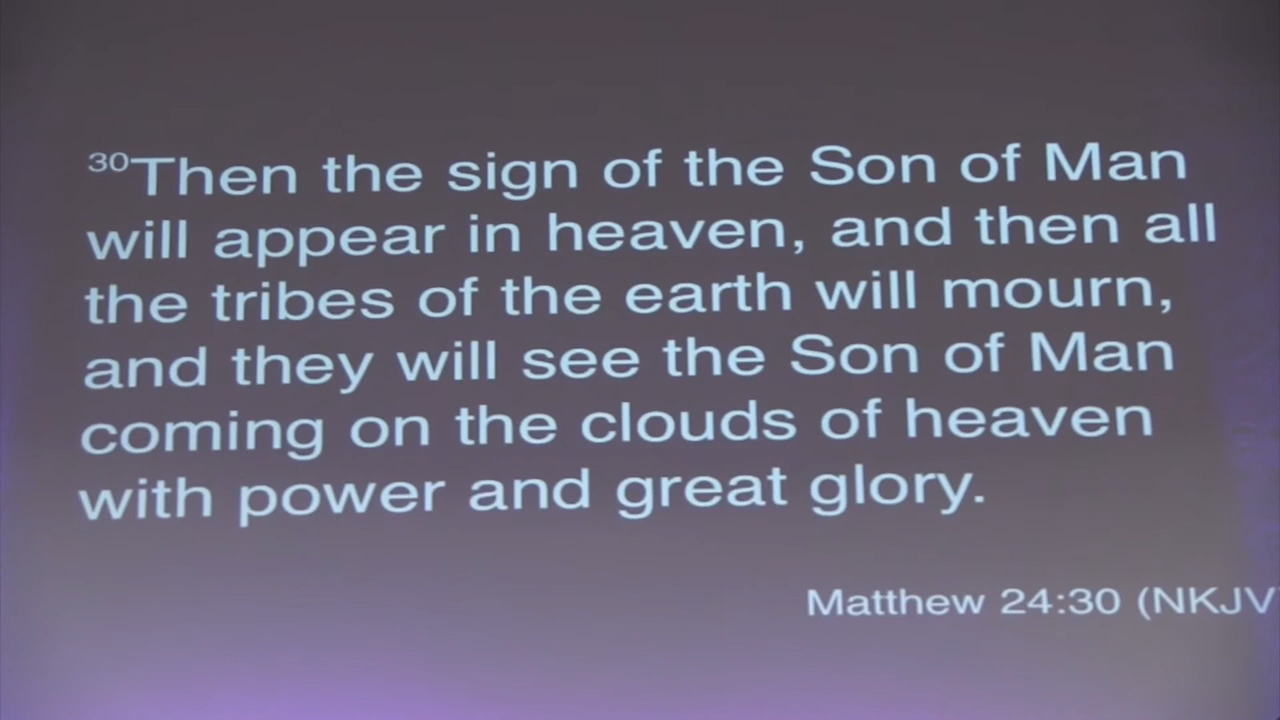 30Then the sign of the Son of Man
will appear in heaven, and then all
the tribes of the earth will mourn,
and they will see the Son of Man
coming on the clouds of heaven
with power and great glory.
Matthew 24:30 (NKJV